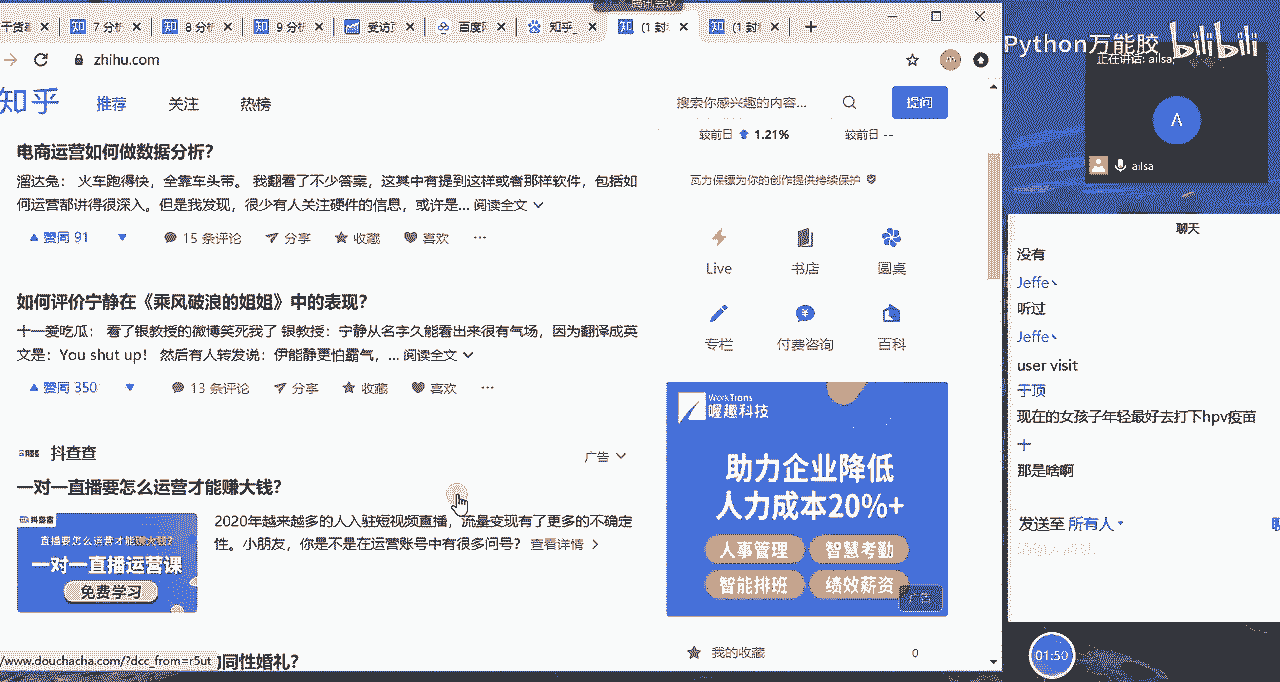 腾讯会议
干货
7 分析
8 分析
9 分析
受访
百度
知乎_
(1 封
(1 封
zhihu.com
知乎
推荐
关注
热榜
搜索你感兴趣的内容...
提问
较前日 1.21%
较前日 --
瓦力保镖为你的创作提供持续保护
电商运营如何做数据分析？
溜达兔： 火车跑得快，全靠车头带。 我翻看了不少答案，这其中有提到这样或者那样软件，包括如
何运营都讲得很深入。但是我发现，很少有人关注硬件的信息，或许是... 阅读全文
赞同 91
15 条评论
分享
收藏
喜欢
如何评价宁静在《乘风破浪的姐姐》中的表现？
十一爱吃瓜： 看了银教授的微博笑死我了 银教授：宁静从名字久能看出来很有气场，因为翻译成英
文是：You shut up！ 然后有人转发说：伊能静更怕霸气，... 阅读全文
赞同 350
13 条评论
分享
收藏
喜欢
抖查查
广告
一对一直播要怎么运营才能赚大钱？
抖查查
直播要怎么运营才能赚大钱?
一对一直播运营课
免费学习
2020年越来越多的人入驻短视频直播，流量变现有了更多的不确定
性。小朋友，你是不是在运营账号中有很多问号？ 查看详情
/www.douchacha.com/?dcc_from=r5ut
同性婚礼？
Live
书店
圆桌
专栏
付费咨询
百科
WorkTrans
喔趣科技
助力企业降低
人力成本20%+
人事管理
智慧考勤
智能排班
绩效薪资
广告
我的收藏
0
Python万能胶
bilibili
正在讲话: ailsa;
A
ailsa
聊天
没有
Jeffe
听过
Jeffe
user visit
于顶
现在的女孩子年轻最好去打下hpv疫苗
十
那是啥啊
发送至 所有人
01:50